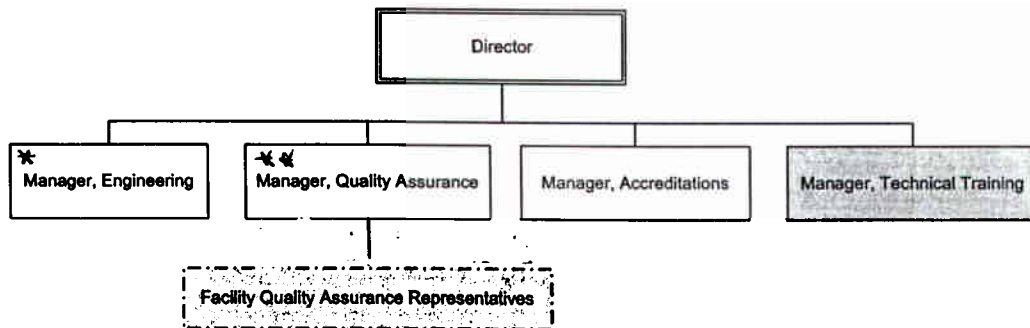 Director
*
Manager, Engineering
**
Manager, Quality Assurance
Manager, Accreditations
Manager, Technical Training
Facility Quality Assurance Representatives